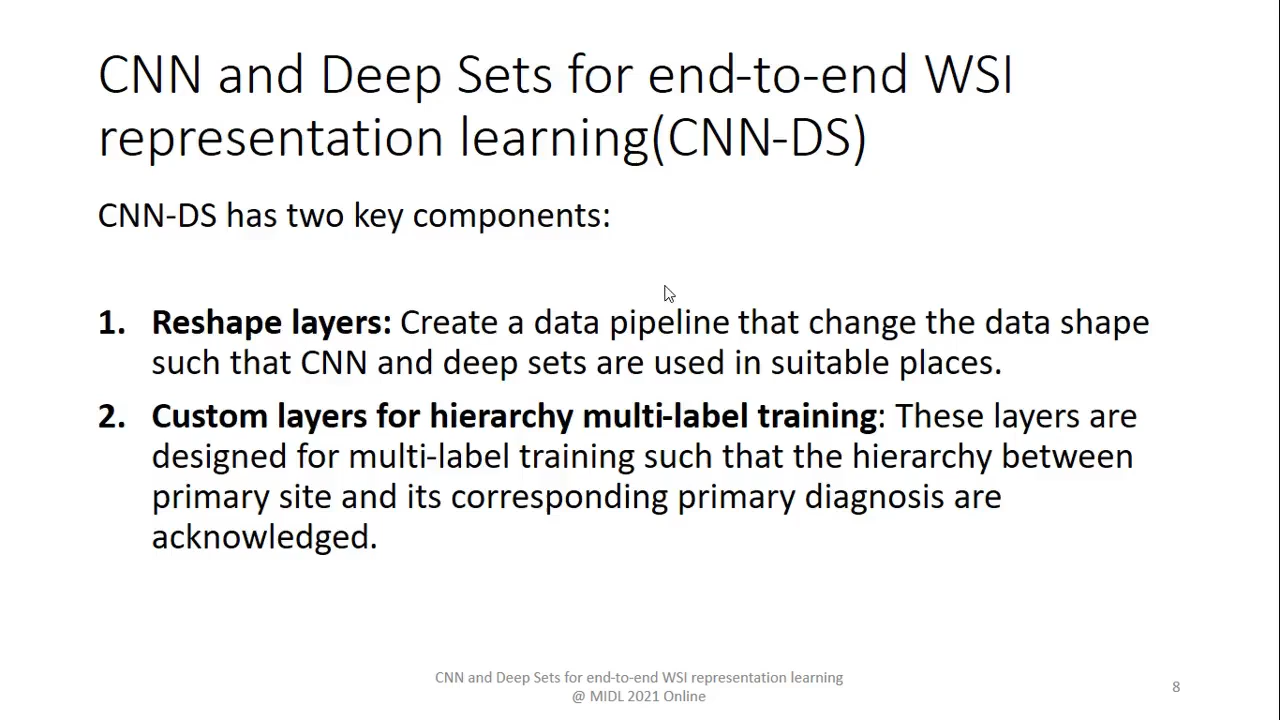 CNN and Deep Sets for end-to-end WSI
representation learning(CNN-DS)
CNN-DS has two key components:
1. Reshape layers: Create a data pipeline that change the data shape
such that CNN and deep sets are used in suitable places.
2. Custom layers for hierarchy multi-label training: These layers are
designed for multi-label training such that the hierarchy between
primary site and its corresponding primary diagnosis are
acknowledged.
CNN and Deep Sets for end-to-end WSI representation learning
@ MIDL 2021 Online
8